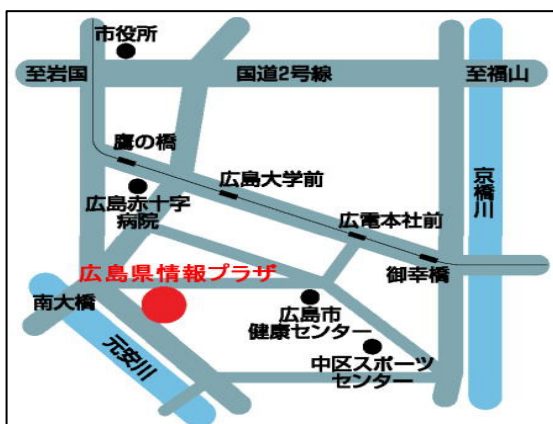 市役所
至岩国
国道2号線
至福山
鷹の橋
広島大学前
京橋川
広島赤十字
病院
広電本社前
御幸橋
広島県情報プラザ
南大橋
元安川
広島市
健康センター
中区スポーツ
センター